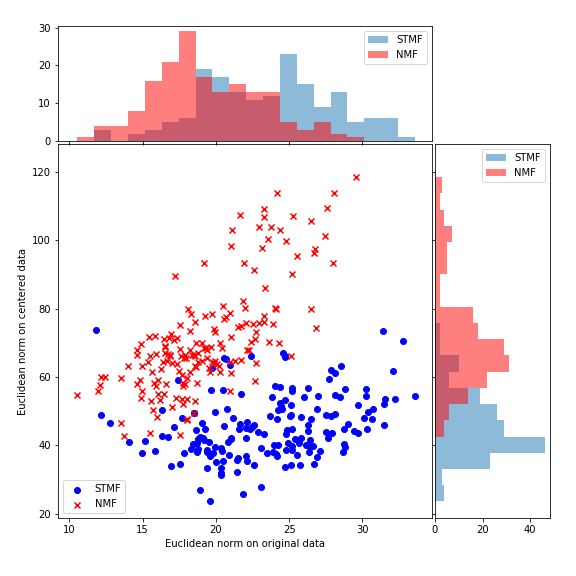 30
20
10
0
STMF
NMF
120
100
80
60
40
20
Euclidean norm on centered data
STMF
NMF
10 15 20 25 30
Euclidean norm on original data
STMF
NMF
0 20 40